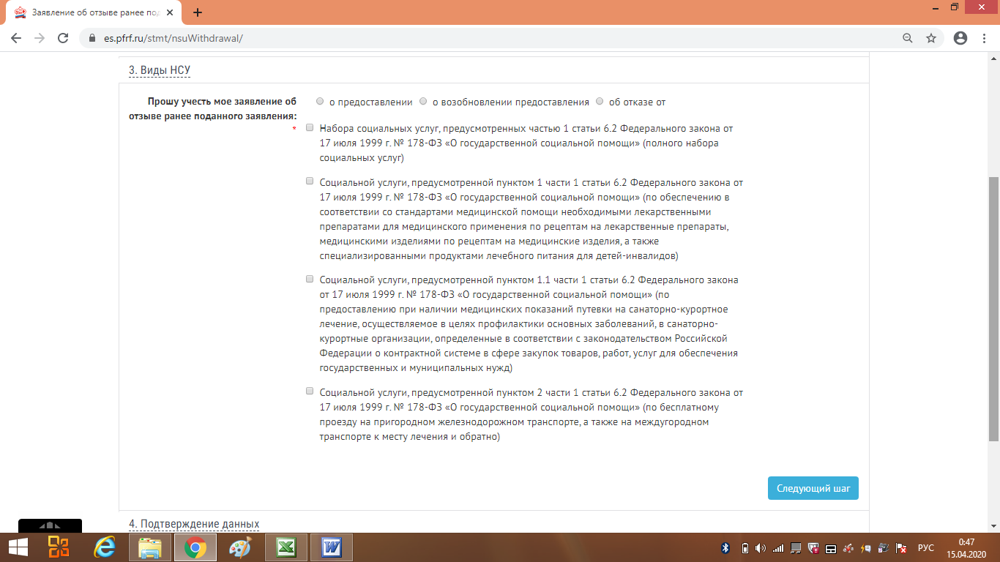 Заявление об отзыве ранее под
es.pfrf.ru/stmt/nsuWithdrawal/
3. Виды НСУ
Прошу учесть мое заявление об отзыве ранее поданного заявления: *
о предоставлении о возобновлении предоставления об отказе от
Набора социальных услуг, предусмотренных частью 1 статьи 6.2 Федерального закона от
17 июля 1999 г. № 178-ФЗ «О государственной социальной помощи» (полного набора
социальных услуг)
Социальной услуги, предусмотренной пунктом 1 части 1 статьи 6.2 Федерального закона от
17 июля 1999 г. № 178-ФЗ «О государственной социальной помощи» (по обеспечению в
соответствии со стандартами медицинской помощи необходимыми лекарственными
препаратами для медицинского применения по рецептам на лекарственные препараты,
медицинскими изделиями по рецептам на медицинские изделия, а также
специализированными продуктами лечебного питания для детей-инвалидов)
Социальной услуги, предусмотренной пунктом 1.1 части 1 статьи 6.2 Федерального закона
от 17 июля 1999 г. № 178-ФЗ «О государственной социальной помощи» (по
предоставлению при наличии медицинских показаний путевки на санаторно-курортное
лечение, осуществляемое в целях профилактики основных заболеваний, в санаторно-
курортные организации, определенные в соответствии с законодательством Российской
Федерации о контрактной системе в сфере закупок товаров, работ, услуг для обеспечения
государственных и муниципальных нужд)
Социальной услуги, предусмотренной пунктом 2 части 1 статьи 6.2 Федерального закона от
17 июля 1999 г. № 178-ФЗ «О государственной социальной помощи» (по бесплатному
проезду на пригородном железнодорожном транспорте, а также на междугородном
транспорте к месту лечения и обратно)
Следующий шаг
4. Подтверждение данных
РУС
0:47
15.04.2020